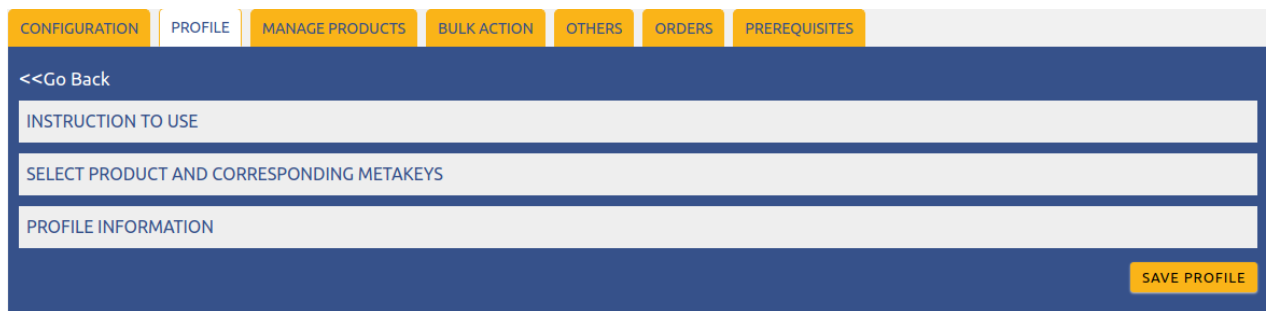 CONFIGURATION PROFILE MANAGE PRODUCTS BULK ACTION OTHERS ORDERS PREREQUISITES
<<Go Back
INSTRUCTION TO USE
SELECT PRODUCT AND CORRESPONDING METAKEYS
PROFILE INFORMATION
SAVE PROFILE